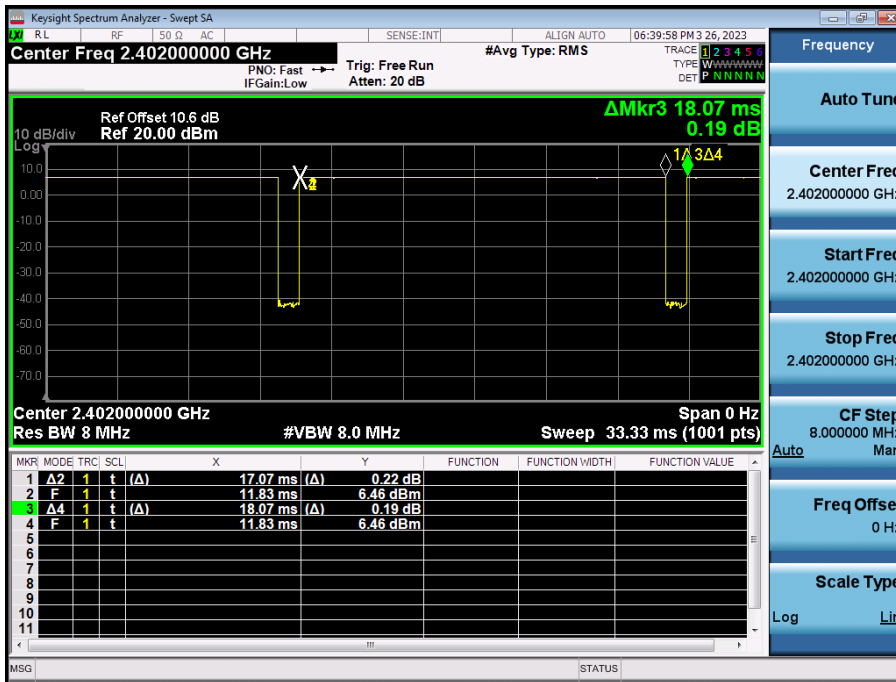 Keysight Spectrum Analyzer - Swept SA
LXI RL RF 50 Ω AC SENSE:INT ALIGN AUTO 06:39:58 PM 3 26, 2023
Center Freq 2.402000000 GHz
PNO: Fast
IFGain:Low
Trig: Free Run
Atten: 20 dB
#Avg Type: RMS
TRACE 1 2 3 4 5 6
TYPE WWWWWW
DET P N N N N N
ΔMkr3 18.07 ms
0.19 dB
Ref Offset 10.6 dB
10 dB/div Ref 20.00 dBm
Log
10.0
0.00
-10.0
-20.0
-30.0
-40.0
-50.0
-60.0
-70.0
1Δ 3Δ4
Center 2.402000000 GHz Span 0 Hz
Res BW 8 MHz #VBW 8.0 MHz Sweep 33.33 ms (1001 pts)
MKR MODE TRC SCL X Y FUNCTION FUNCTION WIDTH FUNCTION VALUE
1 Δ2 1 t (Δ) 17.07 ms (Δ) 0.22 dB
2 F 1 t 11.83 ms 6.46 dBm
3 Δ4 1 t (Δ) 18.07 ms (Δ) 0.19 dB
4 F 1 t 11.83 ms 6.46 dBm
5
6
7
8
9
10
11
MSG STATUS
Frequency
Auto Tune
Center Freq
2.402000000 GHz
Start Freq
2.402000000 GHz
Stop Freq
2.402000000 GHz
CF Step
8.000000 MHz
Auto Man
Freq Offset
0 Hz
Scale Type
Log Lin